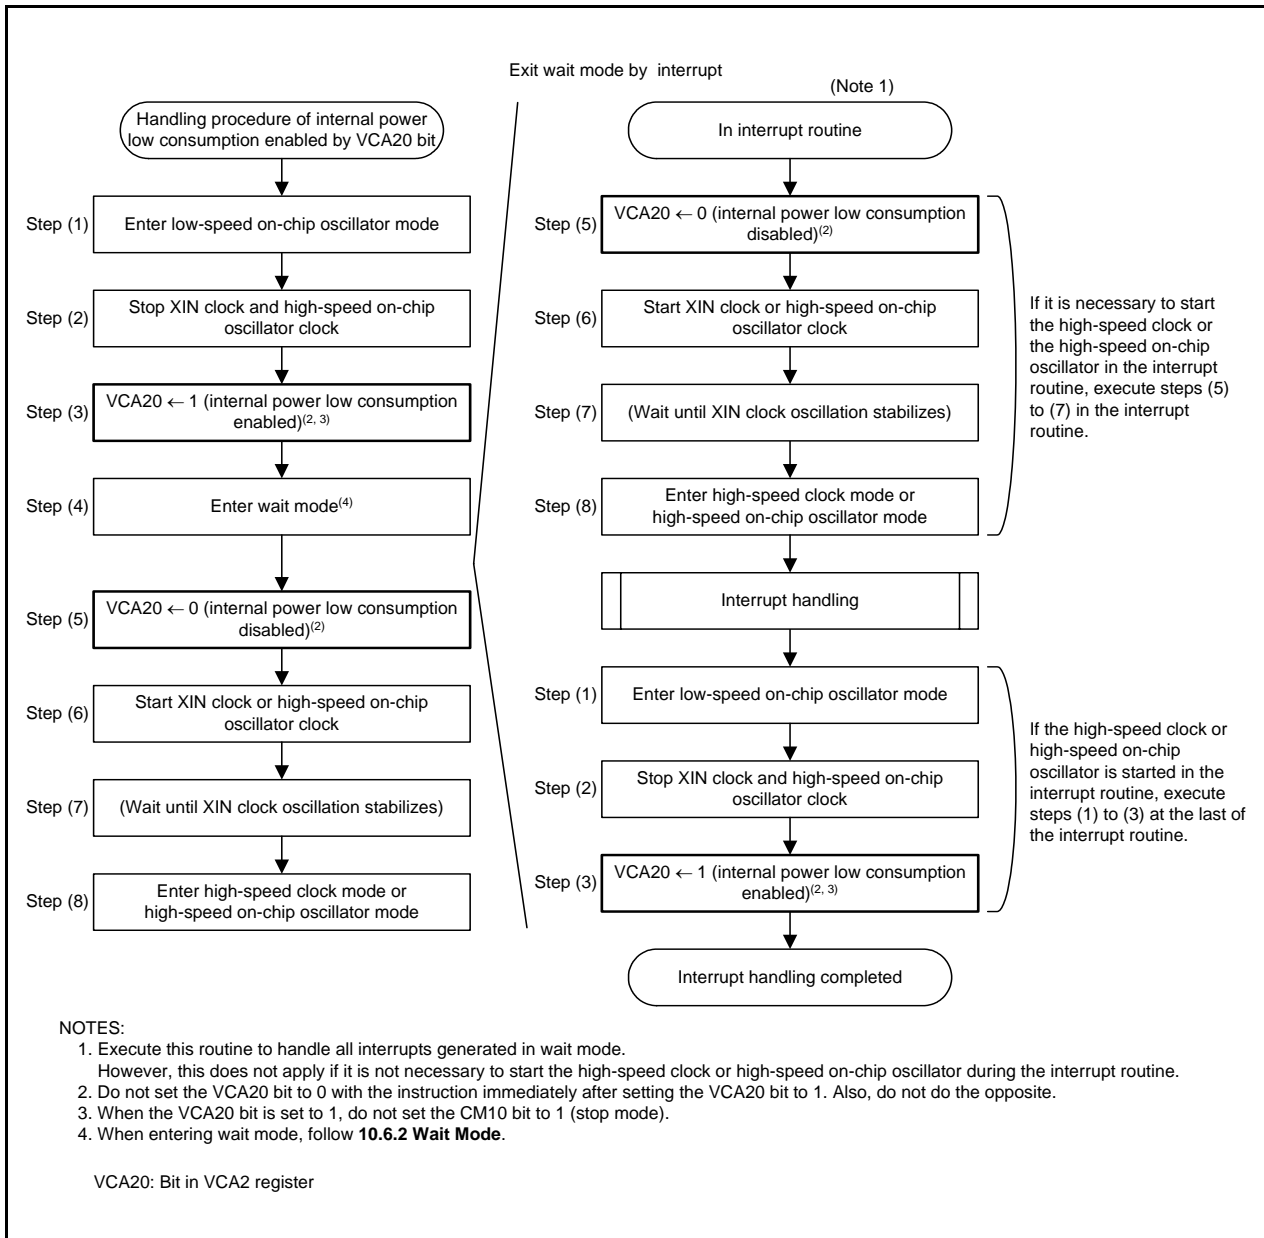 Exit wait mode by interrupt
Handling procedure of internal power
low consumption enabled by VCA20 bit
Step (1)
Enter low-speed on-chip oscillator mode
Step (2)
Stop XIN clock and high-speed on-chip
oscillator clock
Step (3)
VCA20 ← 1 (internal power low consumption
enabled)(2, 3)
Step (4)
Enter wait mode(4)
Step (5)
VCA20 ← 0 (internal power low consumption
disabled)(2)
Step (6)
Start XIN clock or high-speed on-chip
oscillator clock
Step (7)
(Wait until XIN clock oscillation stabilizes)
Step (8)
Enter high-speed clock mode or
high-speed on-chip oscillator mode
(Note 1)
In interrupt routine
Step (5)
VCA20 ← 0 (internal power low consumption
disabled)(2)
Step (6)
Start XIN clock or high-speed on-chip
oscillator clock
Step (7)
(Wait until XIN clock oscillation stabilizes)
Step (8)
Enter high-speed clock mode or
high-speed on-chip oscillator mode
If it is necessary to start
the high-speed clock or
the high-speed on-chip
oscillator in the interrupt
routine, execute steps (5)
to (7) in the interrupt
routine.
Interrupt handling
Step (1)
Enter low-speed on-chip oscillator mode
Step (2)
Stop XIN clock and high-speed on-chip
oscillator clock
Step (3)
VCA20 ← 1 (internal power low consumption
enabled)(2, 3)
If the high-speed clock or
high-speed on-chip
oscillator is started in the
interrupt routine, execute
steps (1) to (3) at the last of
the interrupt routine.
Interrupt handling completed
NOTES:
1. Execute this routine to handle all interrupts generated in wait mode.
However, this does not apply if it is not necessary to start the high-speed clock or high-speed on-chip oscillator during the interrupt routine.
2. Do not set the VCA20 bit to 0 with the instruction immediately after setting the VCA20 bit to 1. Also, do not do the opposite.
3. When the VCA20 bit is set to 1, do not set the CM10 bit to 1 (stop mode).
4. When entering wait mode, follow 10.6.2 Wait Mode.
VCA20: Bit in VCA2 register